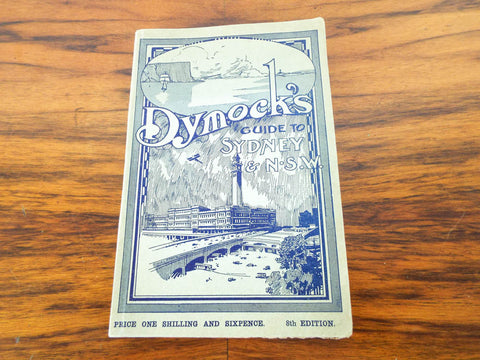 Dymock's
GUIDE TO
SYDNEY
& N.S.W.
PRICE ONE SHILLING AND SIXPENCE. 8th EDITION.